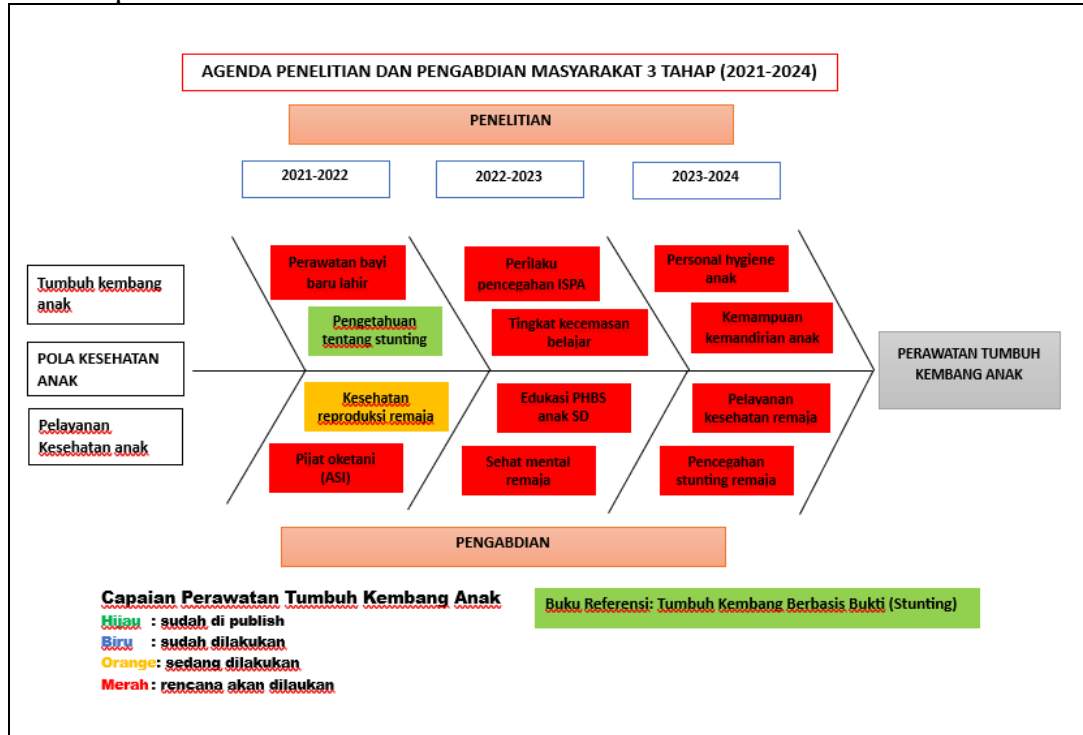 AGENDA PENELITIAN DAN PENGABDIAN MASYARAKAT 3 TAHAP (2021-2024)
PENELITIAN
2021-2022
2022-2023
2023-2024
Tumbuh kembang
anak
POLA KESEHATAN
ANAK
Pelayanan
Kesehatan anak
Perawatan bayi
baru lahir
Pengetahuan
tentang stunting
Perilaku
pencegahan ISPA
Tingkat kecemasan
belajar
Personal hygiene
anak
Kemampuan
kemandirian anak
PERAWATAN TUMBUH
KEMBANG ANAK
Kesehatan
reproduksi remaja
Pijat oketani
(ASI)
Edukasi PHBS
anak SD
Sehat mental
remaja
Pelayanan
kesehatan remaja
Pencegahan
stunting remaja
PENGABDIAN
Capaian Perawatan Tumbuh Kembang Anak
Hijau : sudah di publish
Biru : sudah dilakukan
Orange: sedang dilakukan
Merah : rencana akan dilaukan
Buku Referensi: Tumbuh Kembang Berbasis Bukti (Stunting)